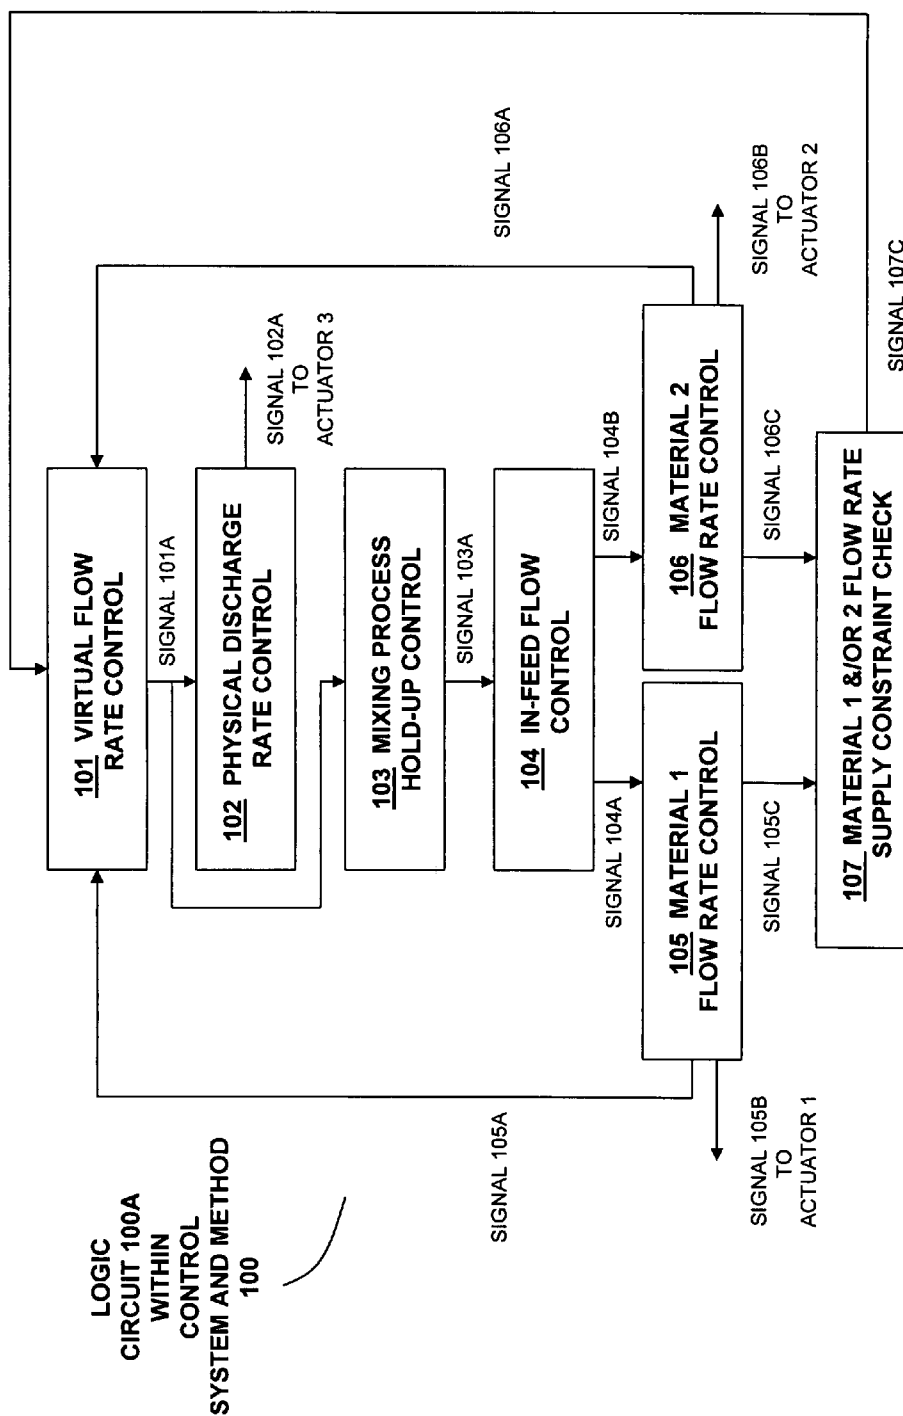 LOGIC
CIRCUIT 100A
WITHIN
CONTROL
SYSTEM AND METHOD
100
101 VIRTUAL FLOW
RATE CONTROL
SIGNAL 101A
102 PHYSICAL DISCHARGE
RATE CONTROL
SIGNAL 102A
TO
ACTUATOR 3
103 MIXING PROCESS
HOLD-UP CONTROL
SIGNAL 103A
104 IN-FEED FLOW
CONTROL
SIGNAL 104A
SIGNAL 104B
SIGNAL 105A
SIGNAL 106A
105 MATERIAL 1
FLOW RATE CONTROL
106 MATERIAL 2
FLOW RATE CONTROL
SIGNAL 105B
TO
ACTUATOR 1
SIGNAL 105C
SIGNAL 106C
SIGNAL 106B
TO
ACTUATOR 2
107 MATERIAL 1 &/OR 2 FLOW RATE
SUPPLY CONSTRAINT CHECK
SIGNAL 107C